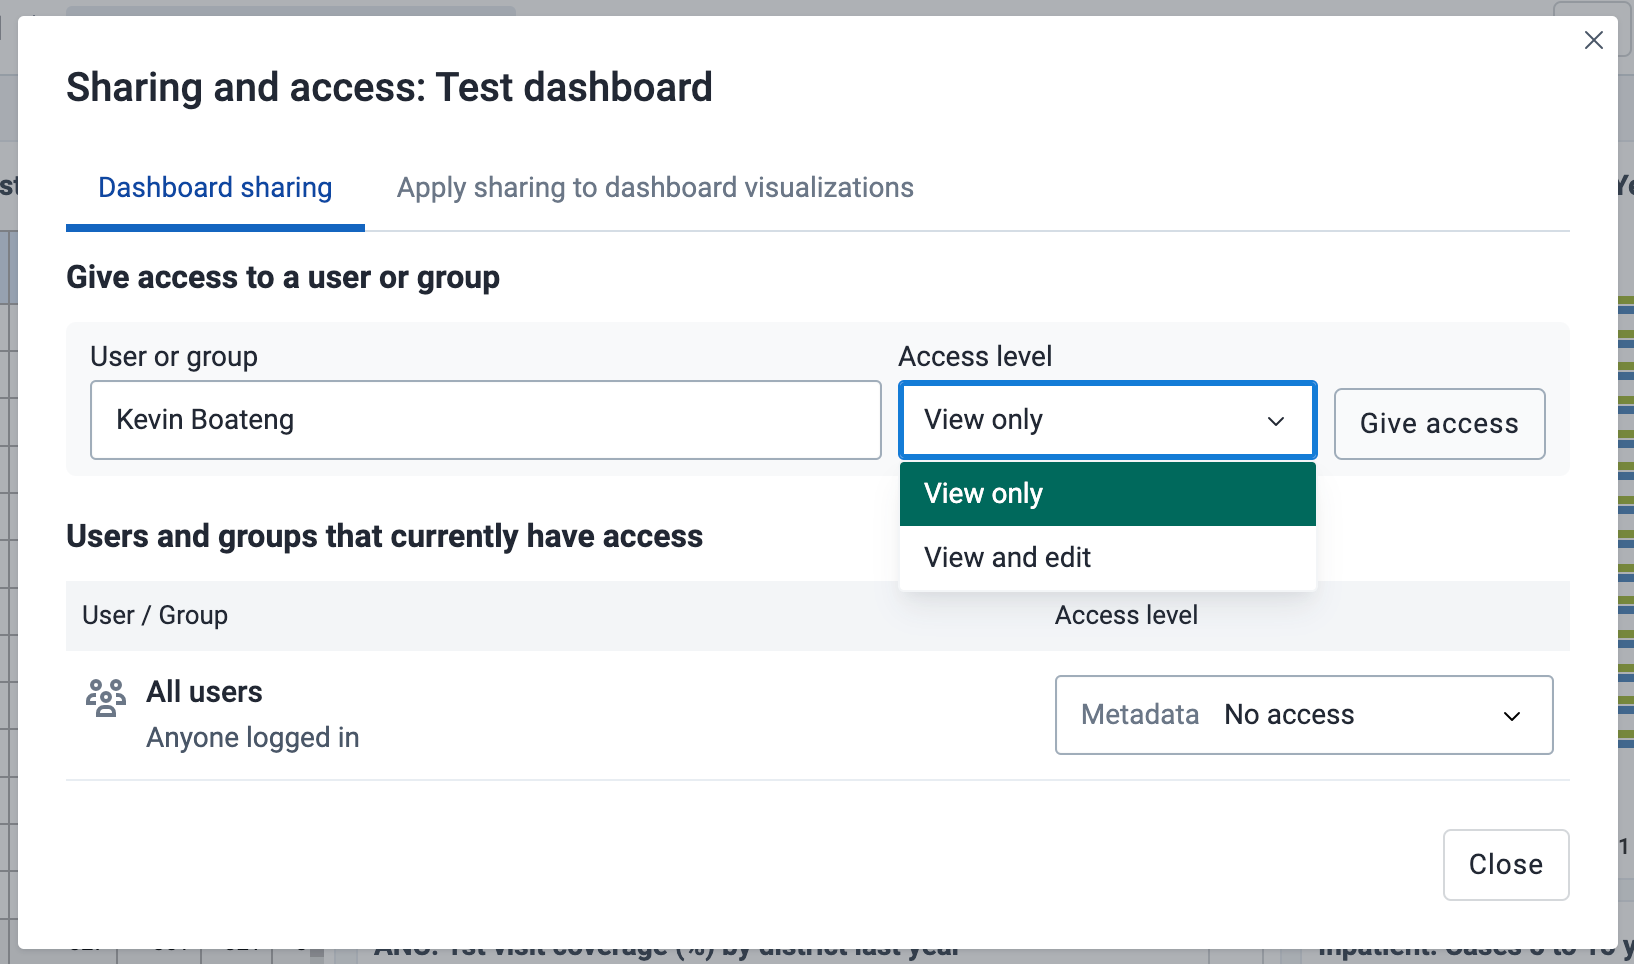 Sharing and access: Test dashboard
Dashboard sharing
Apply sharing to dashboard visualizations
Give access to a user or group
User or group
Access level
Kevin Boateng
View only
Give access
View only
View and edit
Users and groups that currently have access
User / Group
Access level
All users
Anyone logged in
Metadata No access
Close